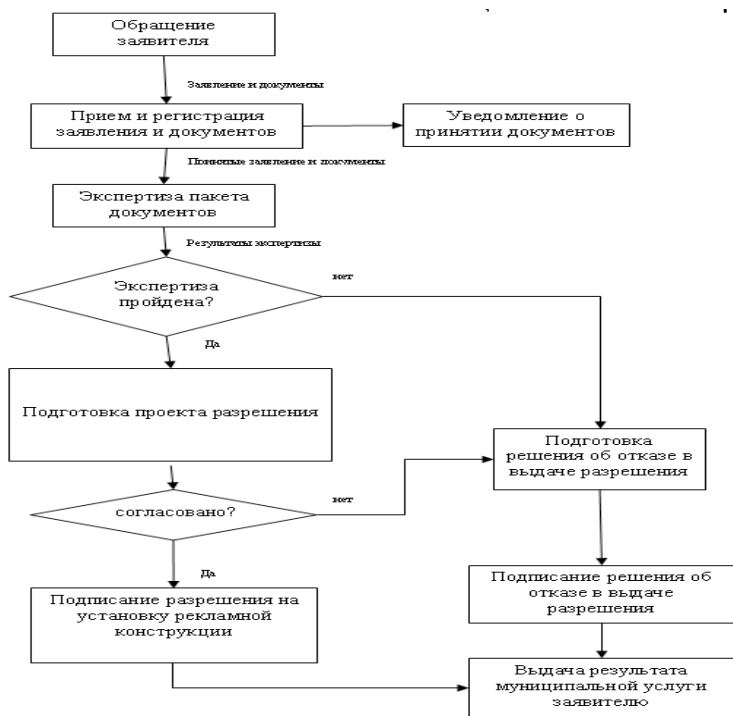 Обращение
заявителя
Заявление и документы
Прием и регистрация
заявления и документов
Уведомление о
принятии документов
Понятые заявление и документы
Экспертиза пакета
документов
Результаты экспертизы
нет
Экспертиза
пройдена?
Да
Подготовка проекта разрешения
Подготовка
решения об отказе в
выдаче разрешения
нет
согласовано?
Да
Подписание разрешения на
установку рекламной
конструкции
Подписание решения об
отказе в выдаче
разрешения
Выдача результата
муниципальной услуги
заявителю